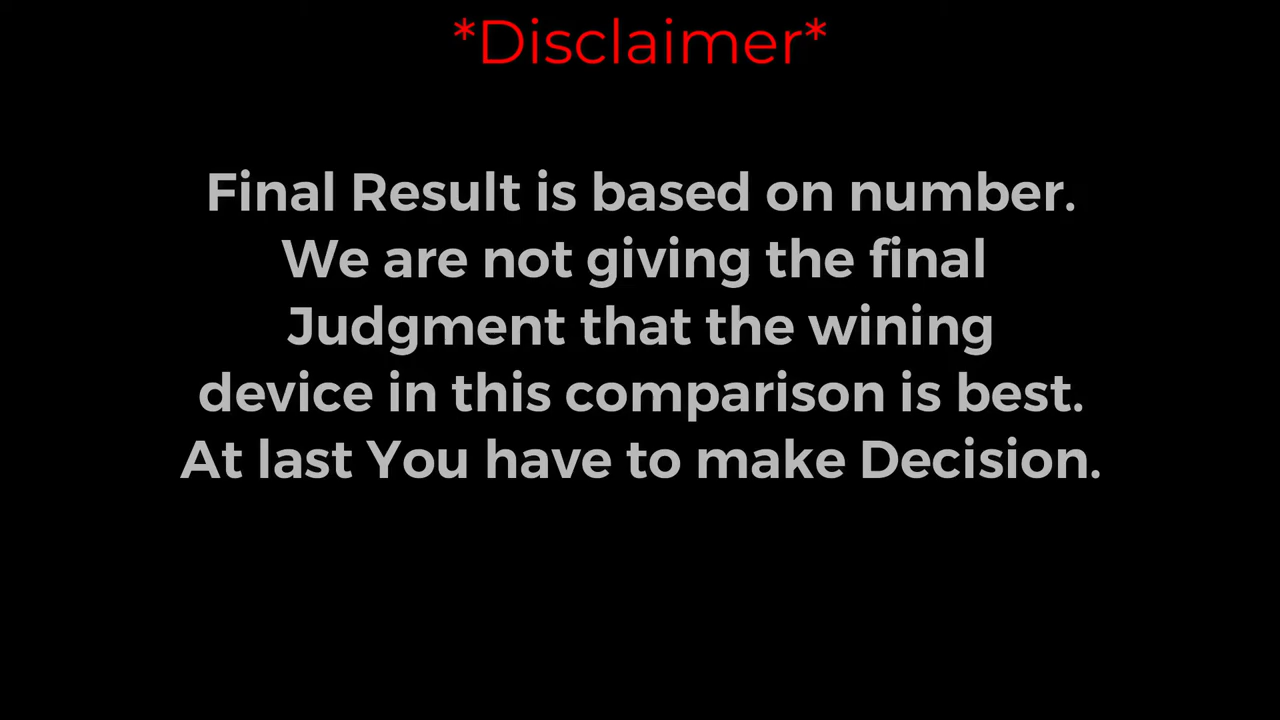 *Disclaimer*
Final Result is based on number.
We are not giving the final
Judgment that the wining
device in this comparison is best.
At last You have to make Decision.